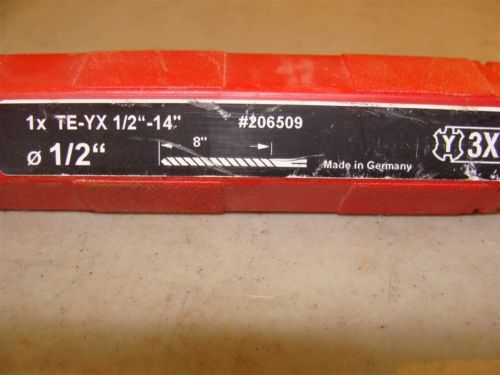 1x TE-YX 1/2“-14" #206509
ø 1/2“ 8" Made in Germany Y 3X